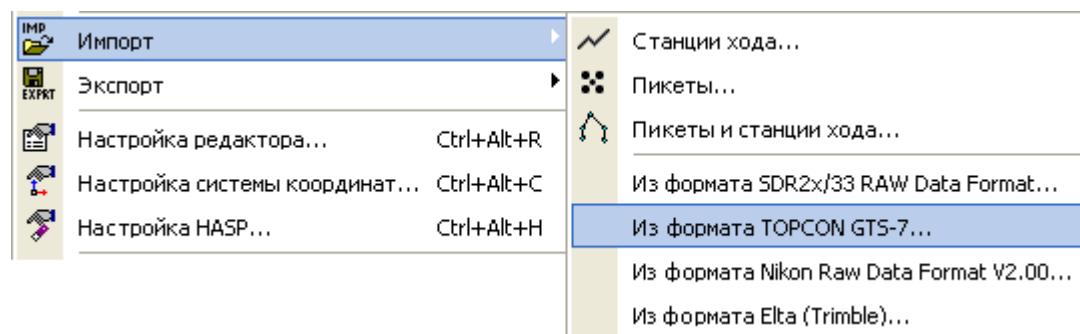 IMP
Импорт
EXPRT
Экспорт
Настройка редактора... Ctrl+Alt+R
Настройка системы координат... Ctrl+Alt+C
Настройка HASP... Ctrl+Alt+H
Станции хода...
Пикеты...
Пикеты и станции хода...
Из формата SDR2x/33 RAW Data Format...
Из формата TOPCON GTS-7...
Из формата Nikon Raw Data Format V2.00...
Из формата Elta (Trimble)...